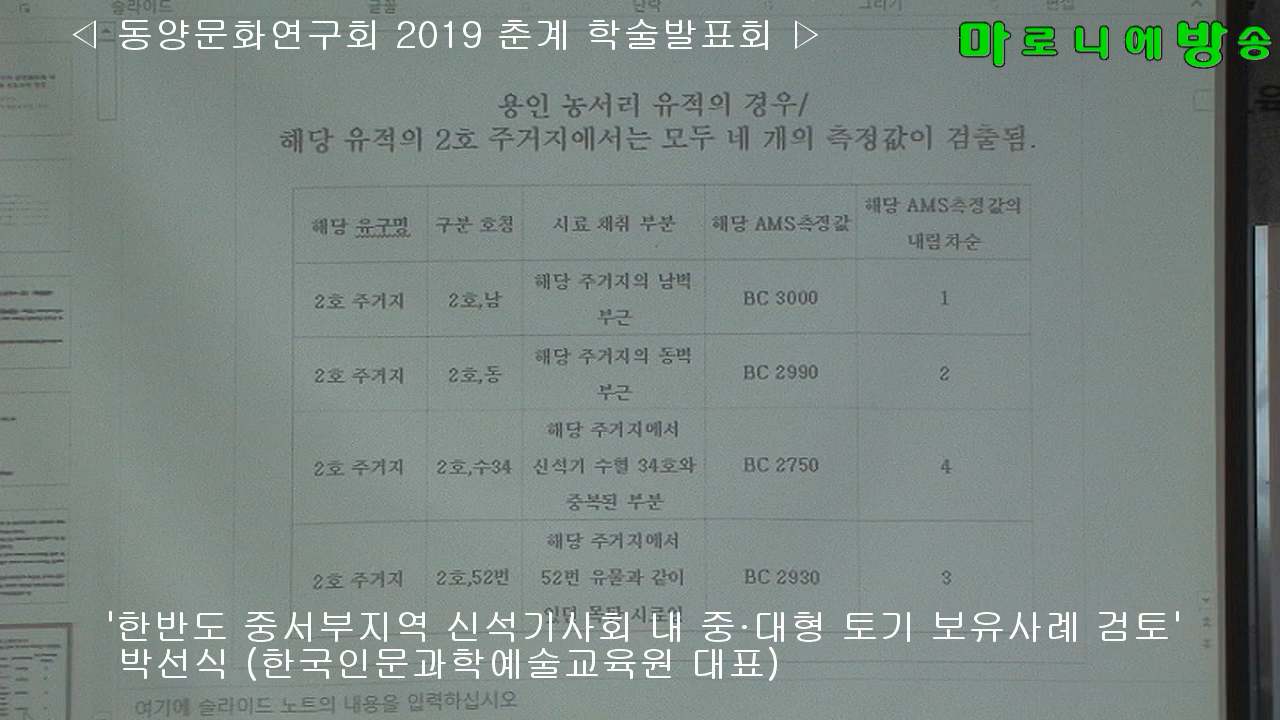 슬라이드
글꼴
단락
그리기
편집
◁ 동양문화연구회 2019 춘계 학술발표회 ▷
마로니에방송
용인 농서리 유적의 경우/
해당 유적의 2호 주거지에서는 모두 네 개의 측정값이 검출됨.
해당 유구명
구분 호칭
시료 채취 부분
해당 AMS측정값
해당 AMS측정값의
내림차순
2호 주거지
2호,남
해당 주거지의 남벽
부근
BC 3000
1
2호 주거지
2호,동
해당 주거지의 동벽
부근
BC 2990
2
2호 주거지
2호,수34
해당 주거지에서
신석기 수혈 34호와
중복된 부분
BC 2750
4
2호 주거지
2호,52번
해당 주거지에서
52번 유물과 같이
BC 2930
3
'한반도 중서부지역 신석기사회 내 중·대형 토기 보유사례 검토'
박선식 (한국인문과학예술교육원 대표)
여기에 슬라이드 노트의 내용을 입력하십시오